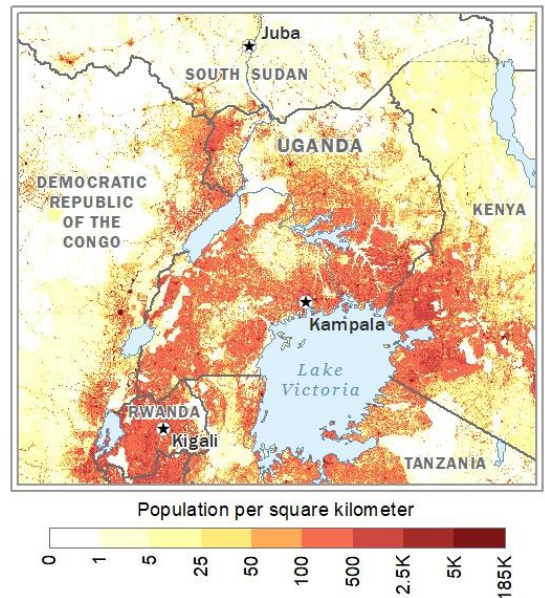 Juba
SOUTH SUDAN
UGANDA
DEMOCRATIC
REPUBLIC
OF THE
CONGO
KENYA
Kampala
Lake
Victoria
RWANDA
Kigali
TANZANIA
Population per square kilometer
0 1 5 25 50 100 500 2.5K 5K 185K